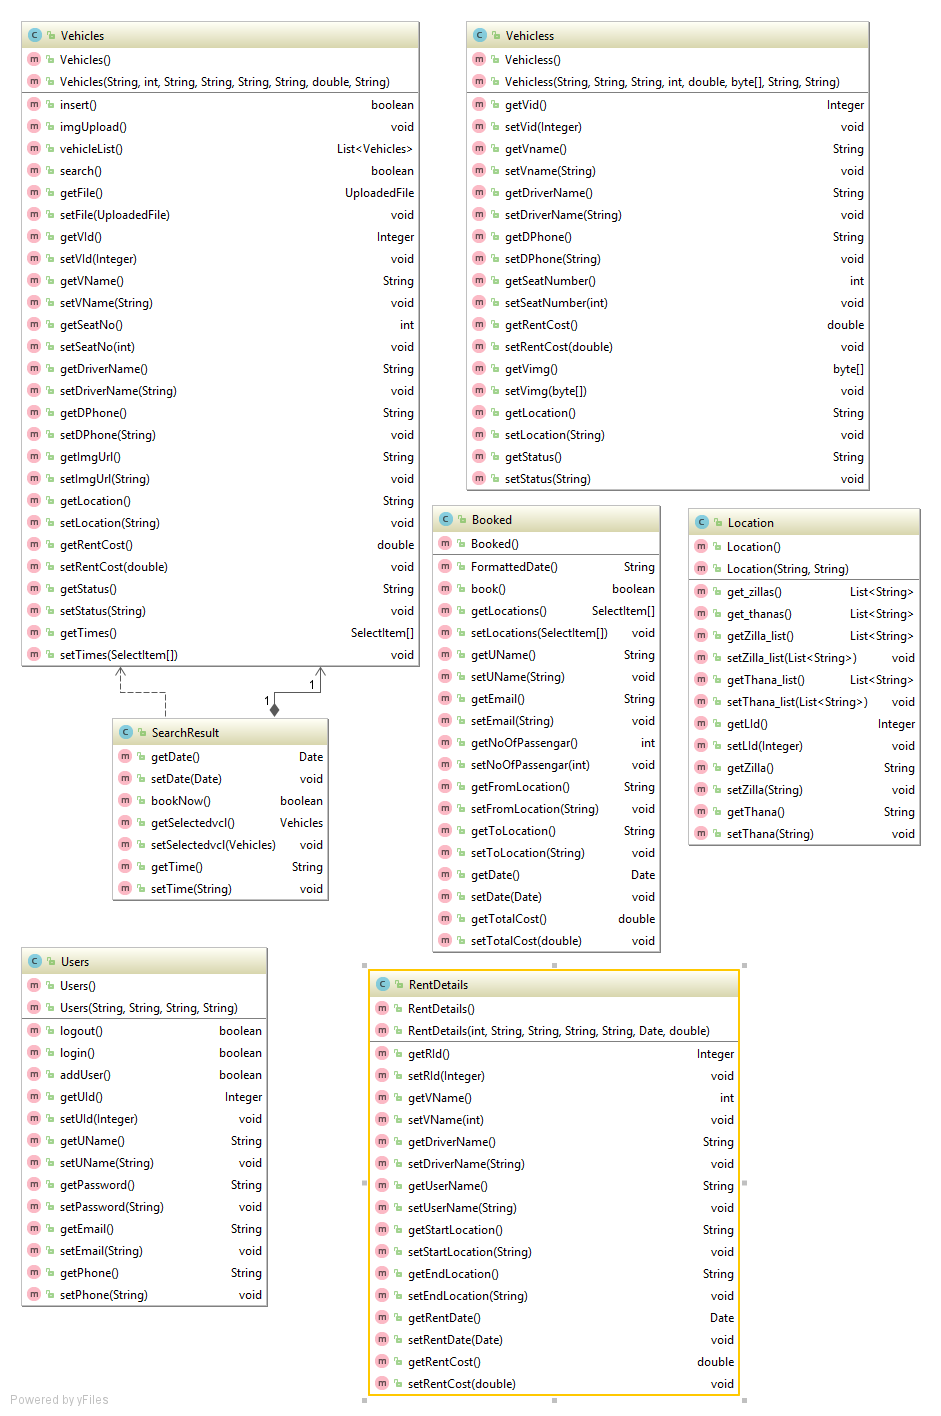 Vehicles
Vehicles()
Vehicles(String, int, String, String, String, String, double, String)
insert() boolean
imgUpload() void
vehicleList() List<Vehicles>
search() boolean
getFile() UploadedFile
setFile(UploadedFile) void
getVId() Integer
setVId(Integer) void
getVName() String
setVName(String) void
getSeatNo() int
setSeatNo(int) void
getDriverName() String
setDriverName(String) void
getDPhone() String
setDPhone(String) void
getImgUrl() String
setImgUrl(String) void
getLocation() String
setLocation(String) void
getRentCost() double
setRentCost(double) void
getStatus() String
setStatus(String) void
getTimes() SelectItem[]
setTimes(SelectItem[]) void
Vehicless
Vehicless()
Vehicless(String, String, String, int, double, byte[], String, String)
getVid() Integer
setVid(Integer) void
getVname() String
setVname(String) void
getDriverName() String
setDriverName(String) void
getDPhone() String
setDPhone(String) void
getSeatNumber() int
setSeatNumber(int) void
getRentCost() double
setRentCost(double) void
getVimg() byte[]
setVimg(byte[]) void
getLocation() String
setLocation(String) void
getStatus() String
setStatus(String) void
Booked
Booked()
FormattedDate() String
book() boolean
getLocations() SelectItem[]
setLocations(SelectItem[]) void
getUName() String
setUName(String) void
getEmail() String
setEmail(String) void
getNoOfPassengar() int
setNoOfPassengar(int) void
getFromLocation() String
setFromLocation(String) void
getToLocation() String
setToLocation(String) void
getDate() Date
setDate(Date) void
getTotalCost() double
setTotalCost(double) void
Location
Location()
Location(String, String)
get_zillas() List<String>
get_thanas() List<String>
getZilla_list() List<String>
setZilla_list(List<String>) void
getThana_list() List<String>
setThana_list(List<String>) void
getLId() Integer
setLId(Integer) void
getZilla() String
setZilla(String) void
getThana() String
setThana(String) void
1
1
SearchResult
getDate() Date
setDate(Date) void
bookNow() boolean
getSelectedvcl() Vehicles
setSelectedvcl(Vehicles) void
getTime() String
setTime(String) void
Users
Users()
Users(String, String, String, String)
logout() boolean
login() boolean
addUser() boolean
getUId() Integer
setUId(Integer) void
getUName() String
setUName(String) void
getPassword() String
setPassword(String) void
getEmail() String
setEmail(String) void
getPhone() String
setPhone(String) void
RentDetails
RentDetails()
RentDetails(int, String, String, String, String, Date, double)
getRId() Integer
setRId(Integer) void
getVName() int
setVName(int) void
getDriverName() String
setDriverName(String) void
getUserName() String
setUserName(String) void
getStartLocation() String
setStartLocation(String) void
getEndLocation() String
setEndLocation(String) void
getRentDate() Date
setRentDate(Date) void
getRentCost() double
setRentCost(double) void
Powered by yFiles